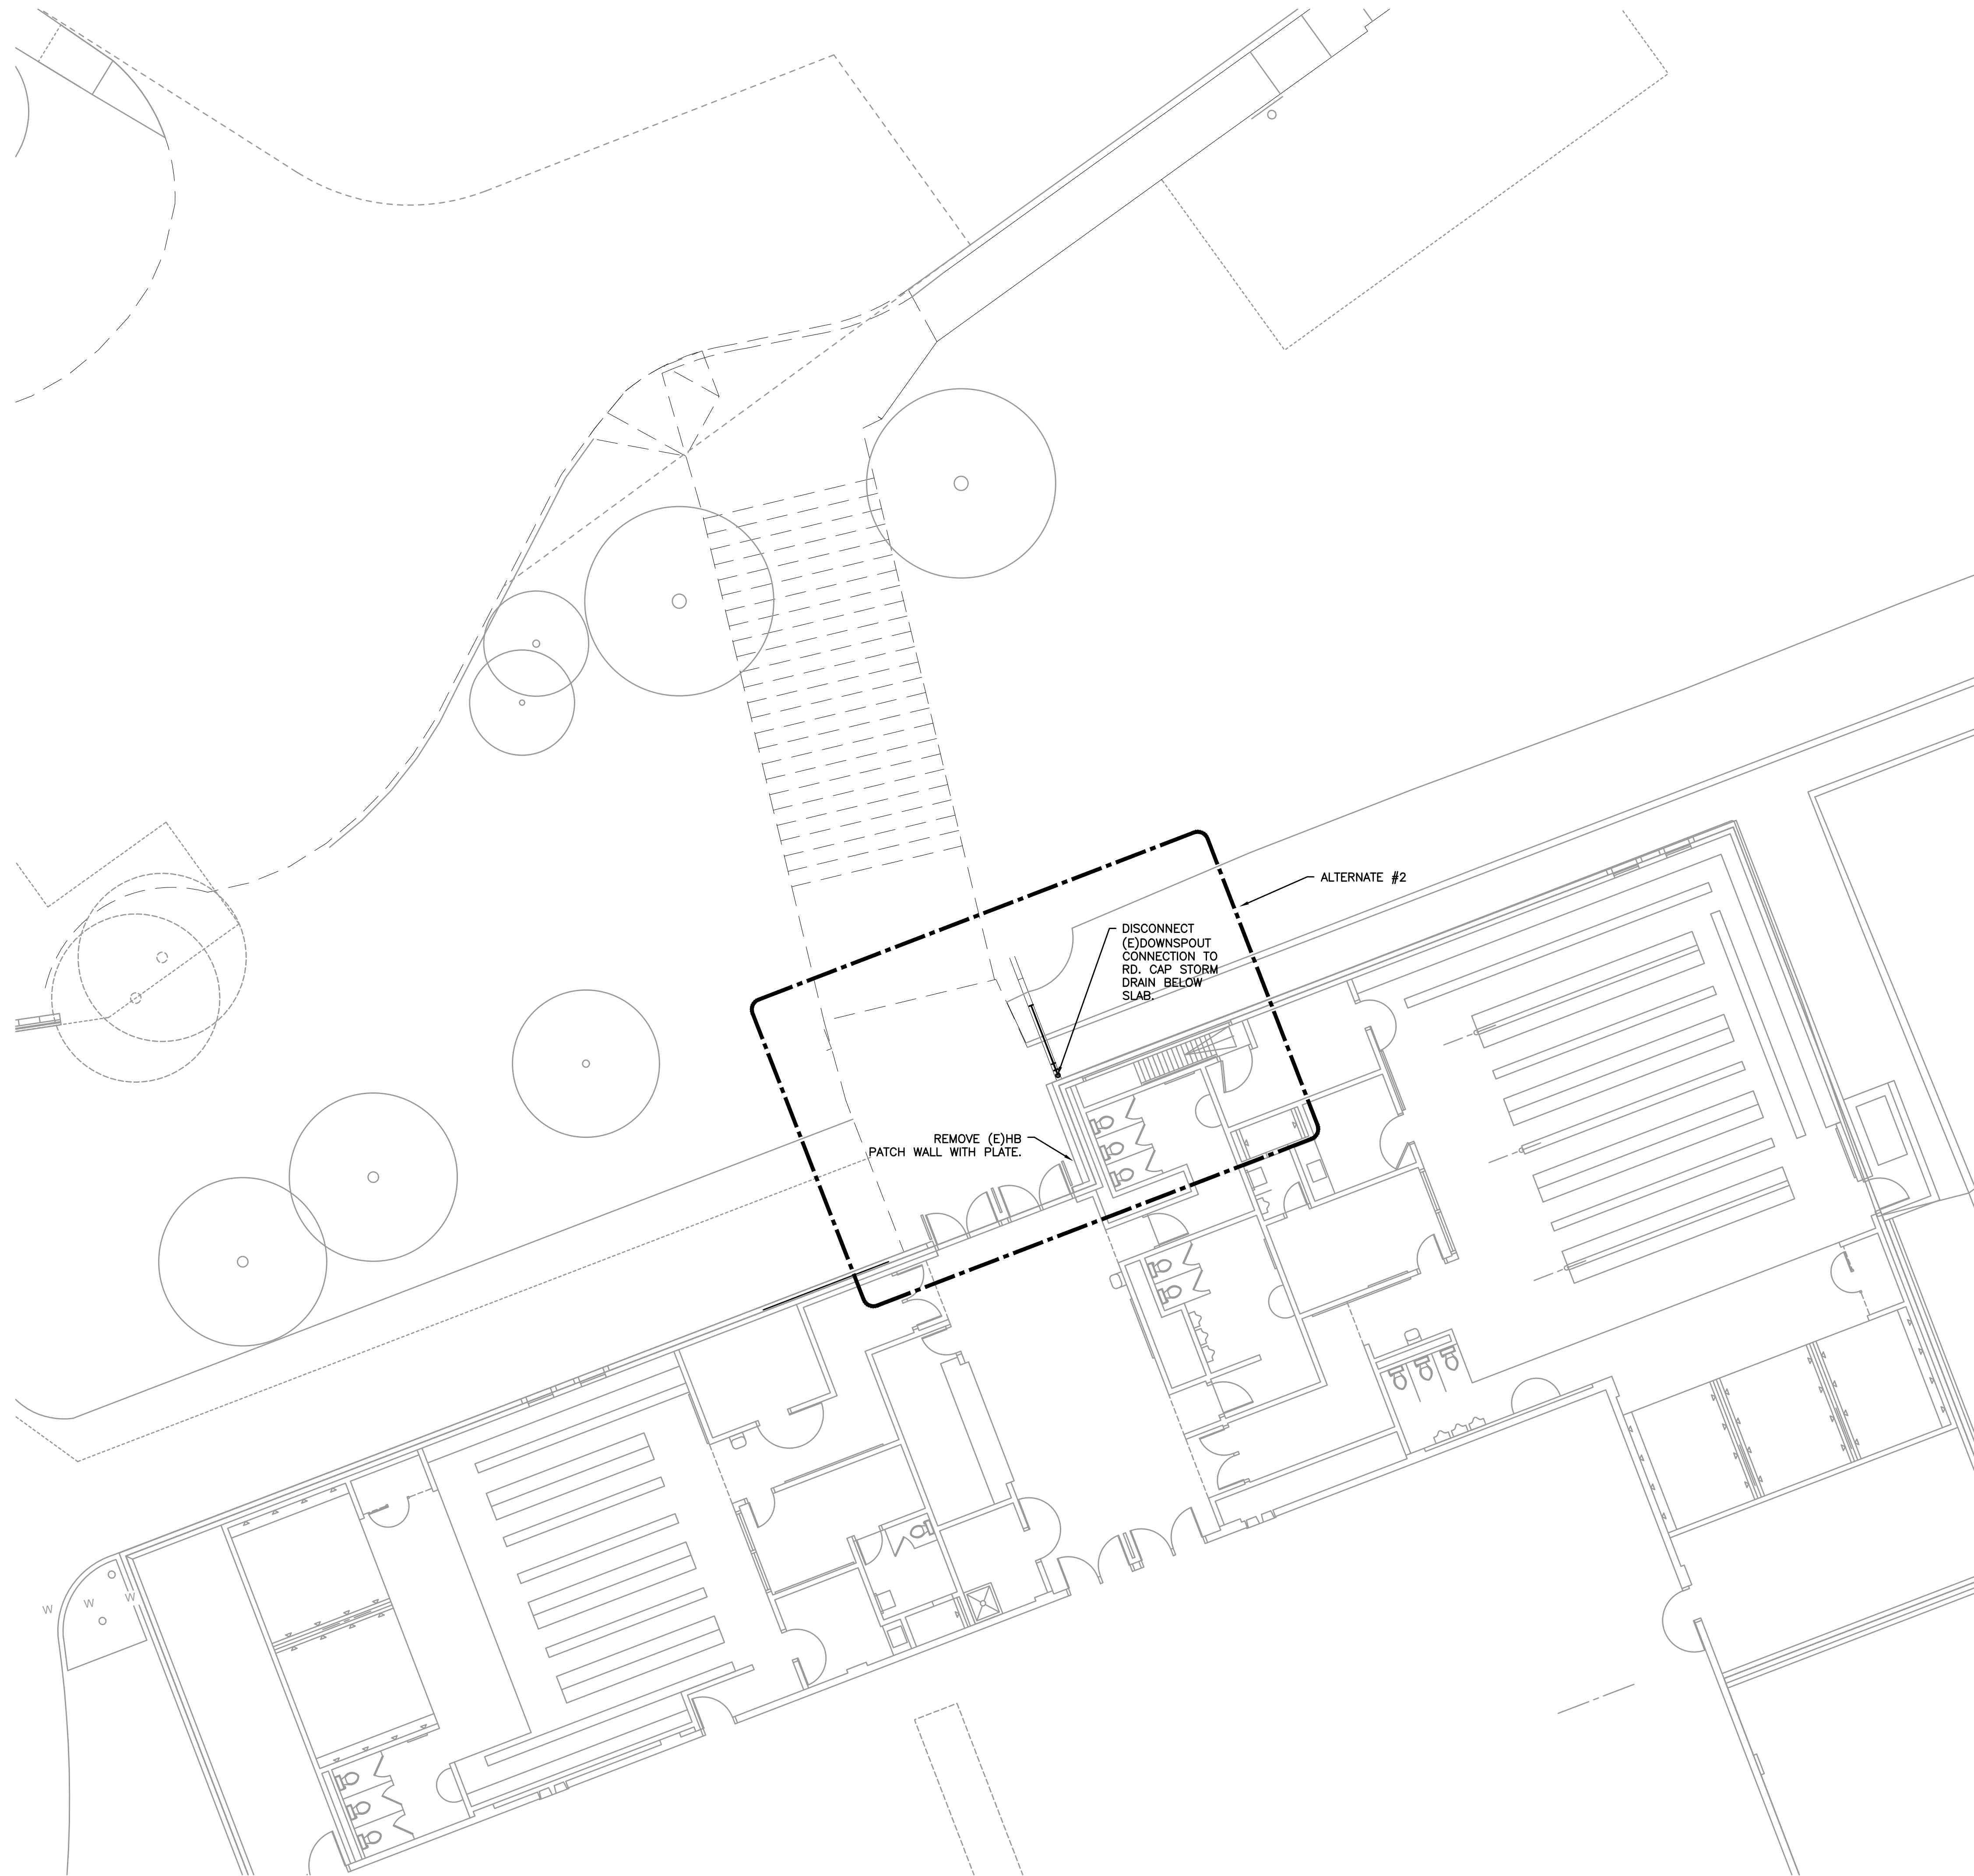 ALTERNATE #2
DISCONNECT
(E)DOWNSPOUT
CONNECTION TO
RD. CAP STORM
DRAIN BELOW
SLAB.
REMOVE (E)HB
PATCH WALL WITH PLATE.
W W W